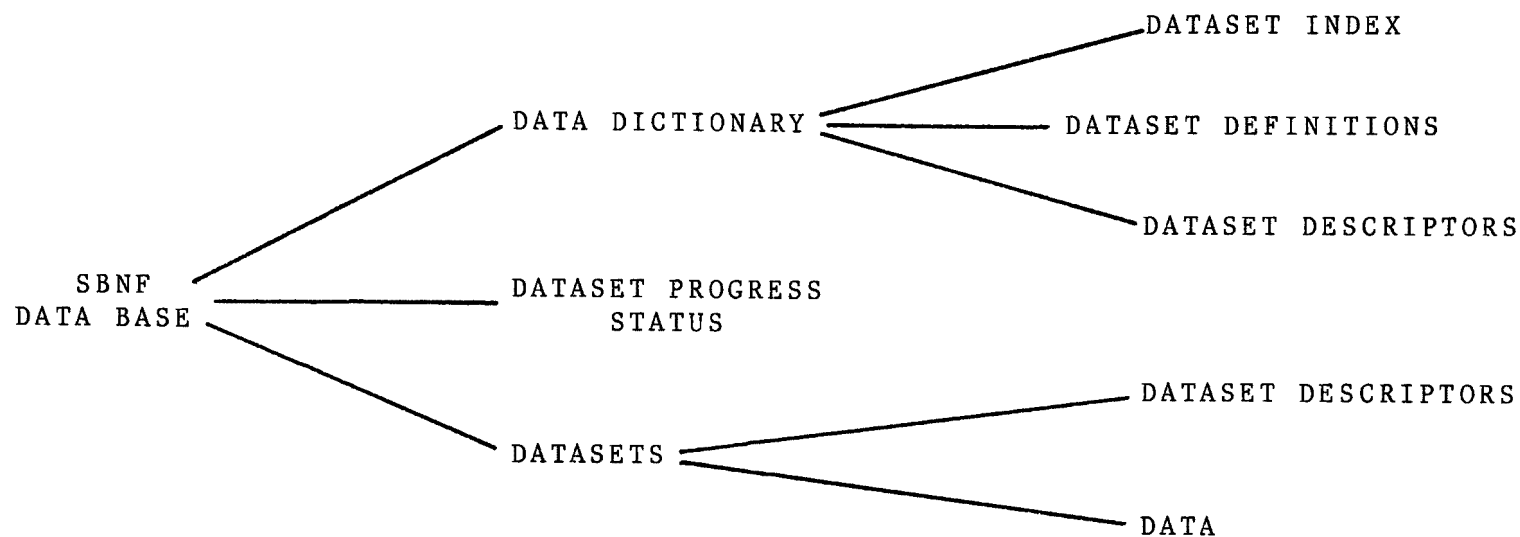 DATASET INDEX
DATA DICTIONARY
DATASET DEFINITIONS
DATASET DESCRIPTORS
SBNF
DATA BASE
DATASET PROGRESS
STATUS
DATASET DESCRIPTORS
DATASETS
DATA